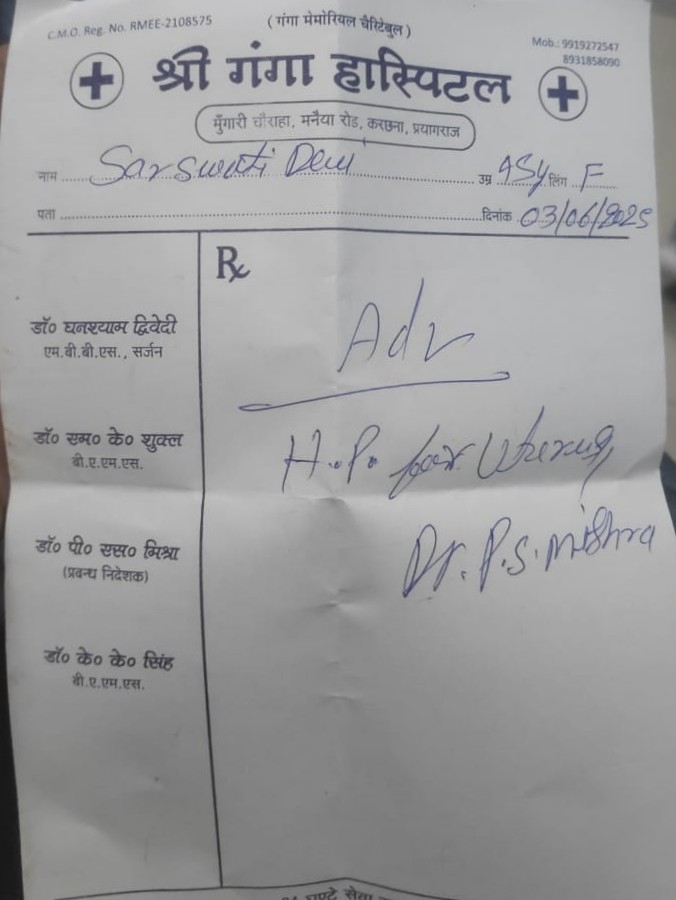 C.M.O. Reg. No. RMEE-2108575
(गंगा मेमोरियल चैरिटेबुल)
Mob.: 9919272547
8931858090
श्री गंगा हास्पिटल
मुँगारी चौराहा, मनैया रोड, करछना, प्रयागराज
नाम Sarswati Devi उम्र 45y लिंग F
पता दिनांक 03/06/2025
Rx
Adv
डॉ० घनश्याम द्विवेदी
एम.बी.बी.एस., सर्जन
H.P. for Uterus
डॉ० एम० के० शुक्ल
बी.ए.एम.एस.
Dr. P.S. Mishra
डॉ० पी० एस० मिश्रा
(प्रबन्ध निदेशक)
डॉ० के० के० सिंह
बी.ए.एम.एस.
घण्टे सेवा